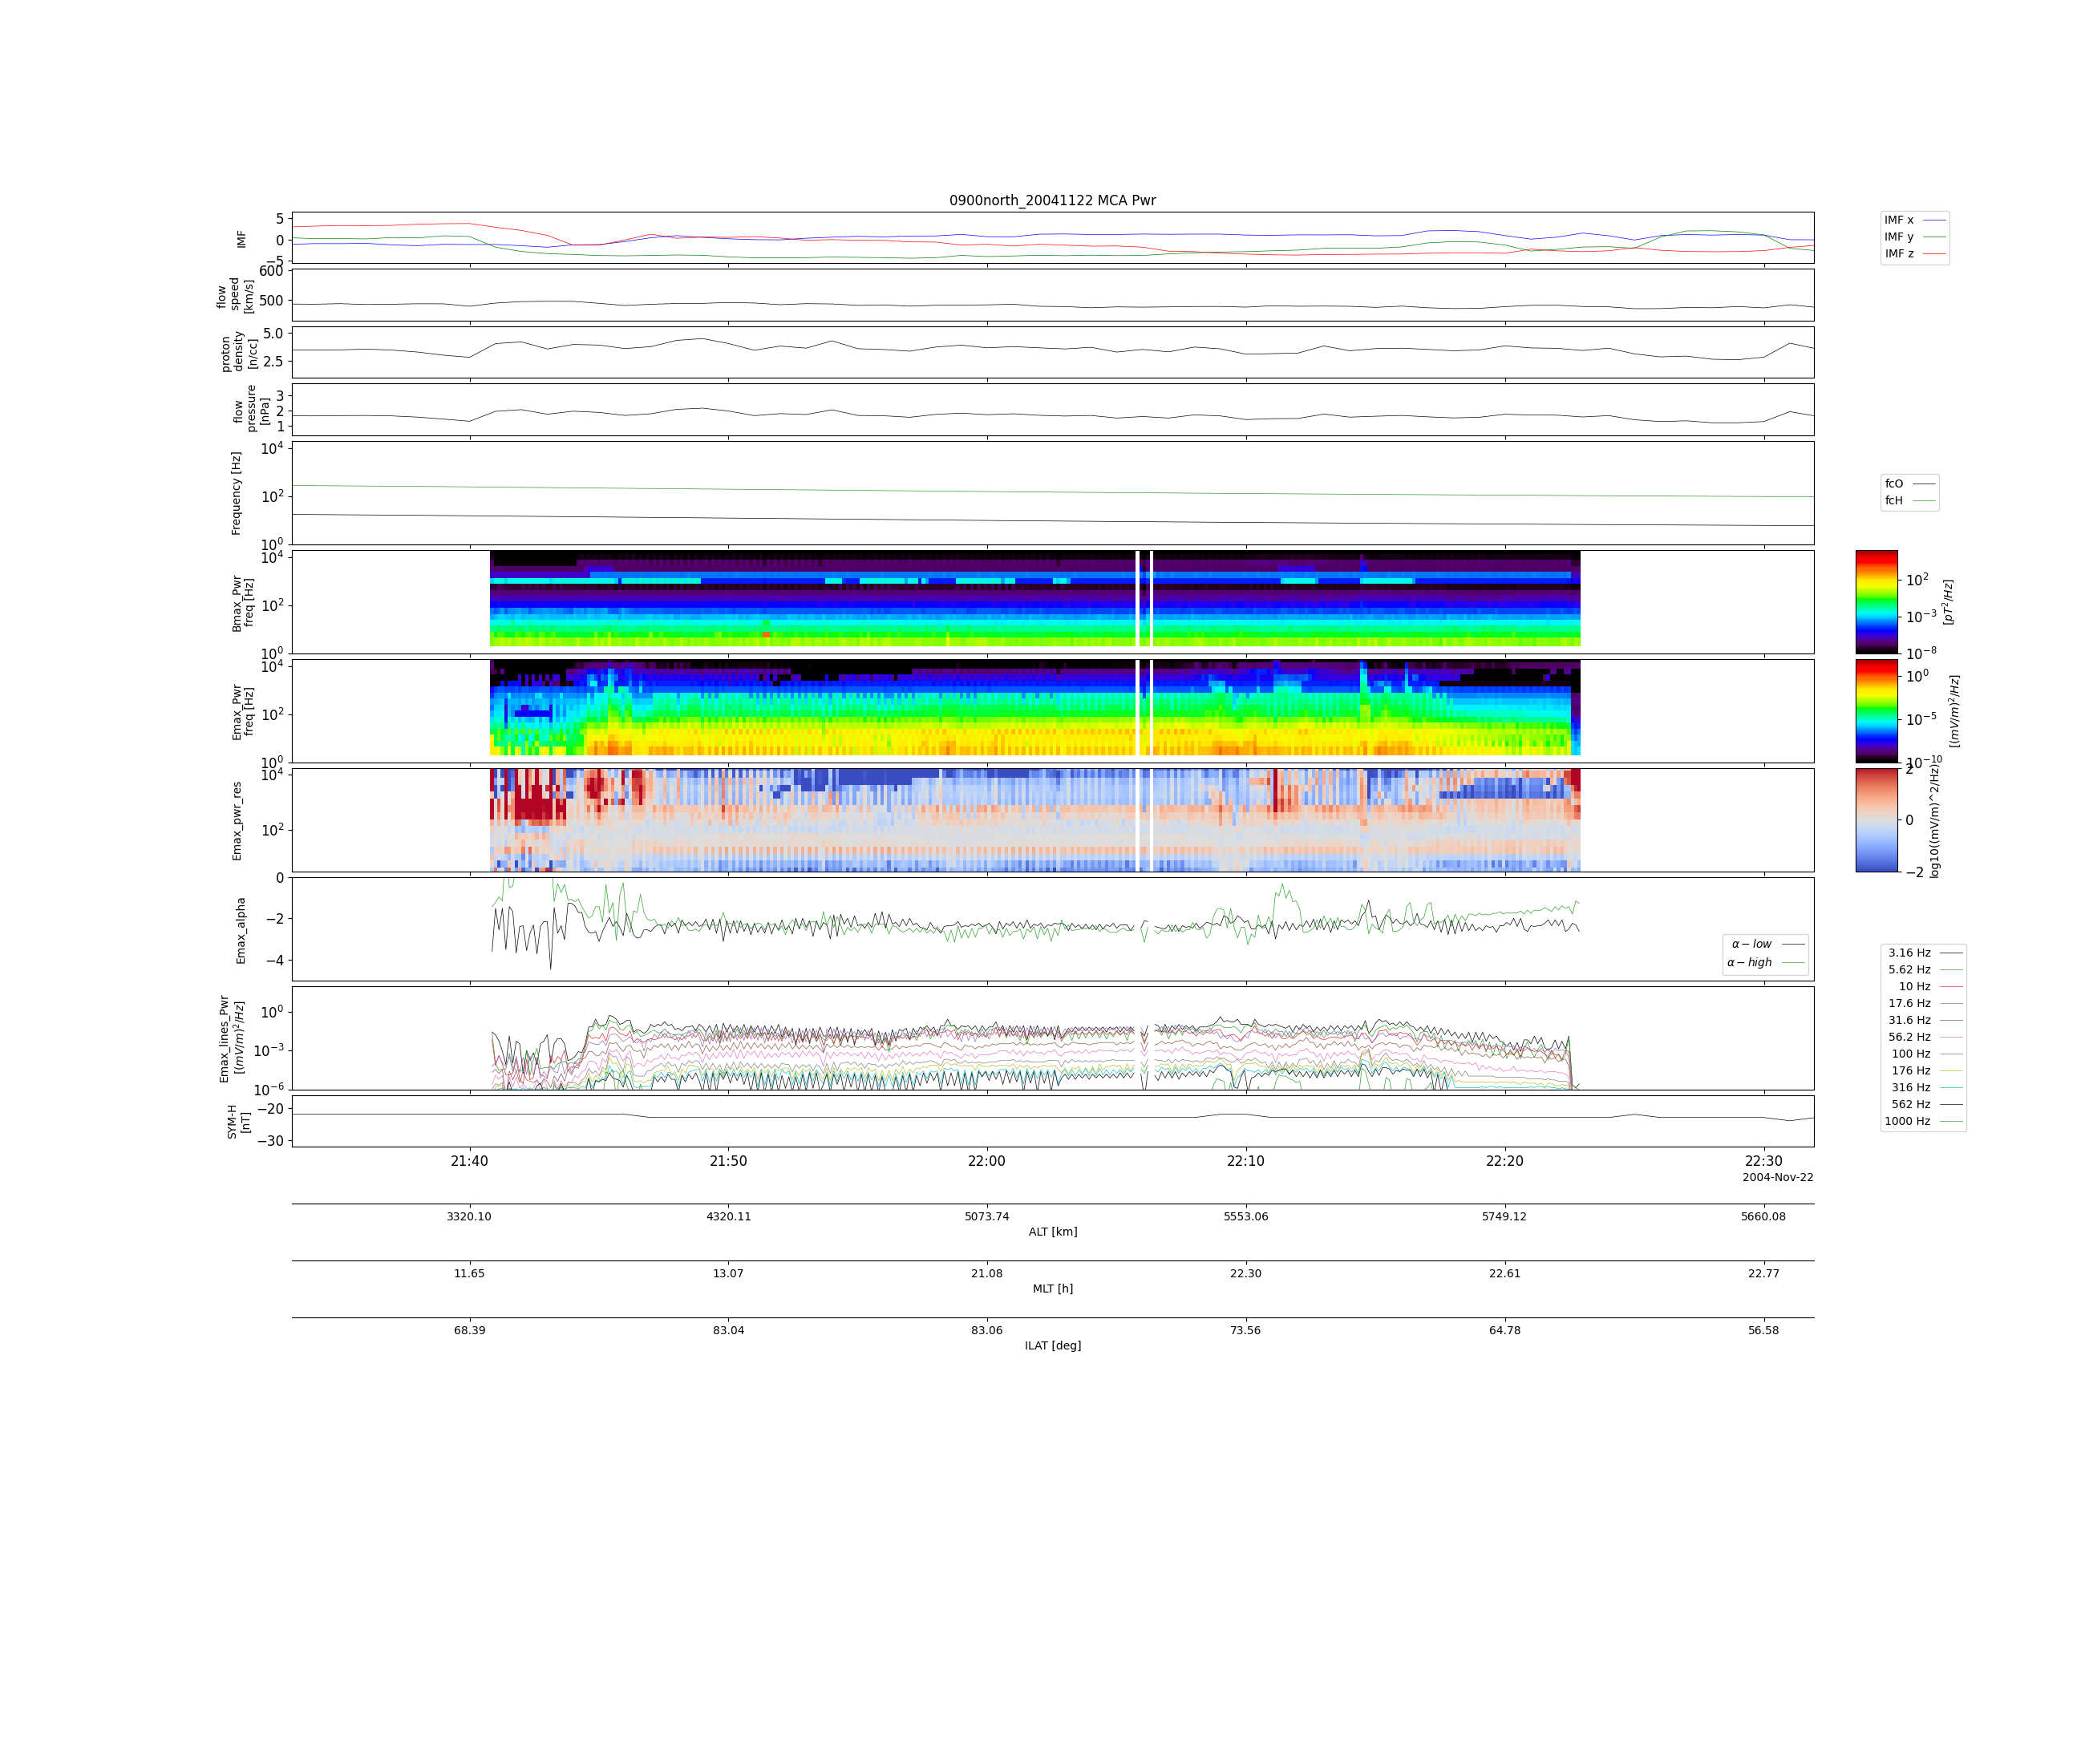 0900north_20041122 MCA Pwr
IMF
5
0
−5
IMF x
IMF y
IMF z
flow
speed
[km/s]
600
500
proton
density
[n/cc]
5.0
2.5
flow
pressure
[nPa]
3
2
1
Frequency [Hz]
10^4
10^2
10^0
fcO
fcH
Bmax_Pwr
freq [Hz]
10^4
10^2
10^0
10^2
10^−3
10^−8
[pT^2/Hz]
Emax_Pwr
freq [Hz]
10^4
10^2
10^0
10^0
10^−5
10^−10
[(mV/m)^2/Hz]
Emax_pwr_res
10^4
10^2
2
0
−2
log10((mV/m)^2/Hz)
Emax_alpha
0
−2
−4
α − low
α − high
Emax_lines_Pwr
[(mV/m)^2/Hz]
10^0
10^−3
10^−6
3.16 Hz
5.62 Hz
10 Hz
17.6 Hz
31.6 Hz
56.2 Hz
100 Hz
176 Hz
316 Hz
562 Hz
1000 Hz
SYM-H
[nT]
−20
−30
21:40 21:50 22:00 22:10 22:20 22:30
2004-Nov-22
3320.10 4320.11 5073.74 5553.06 5749.12 5660.08
ALT [km]
11.65 13.07 21.08 22.30 22.61 22.77
MLT [h]
68.39 83.04 83.06 73.56 64.78 56.58
ILAT [deg]